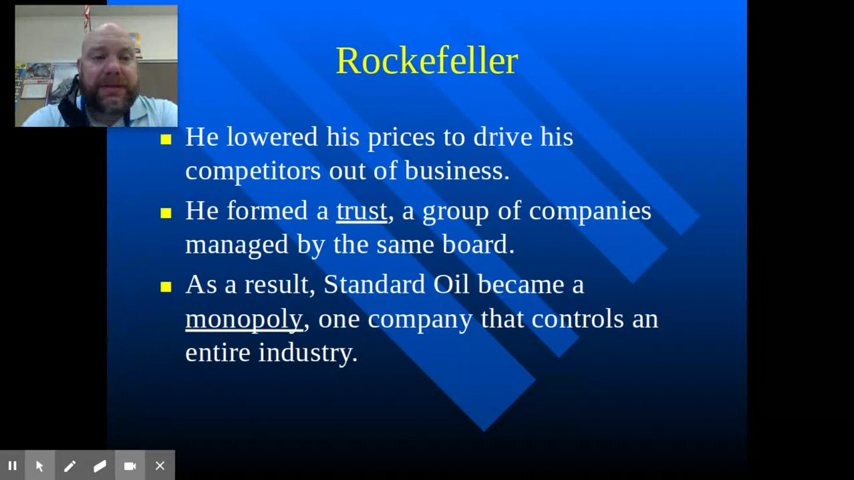 Rockefeller
He lowered his prices to drive his
competitors out of business.
He formed a trust, a group of companies
managed by the same board.
As a result, Standard Oil became a
monopoly, one company that controls an
entire industry.